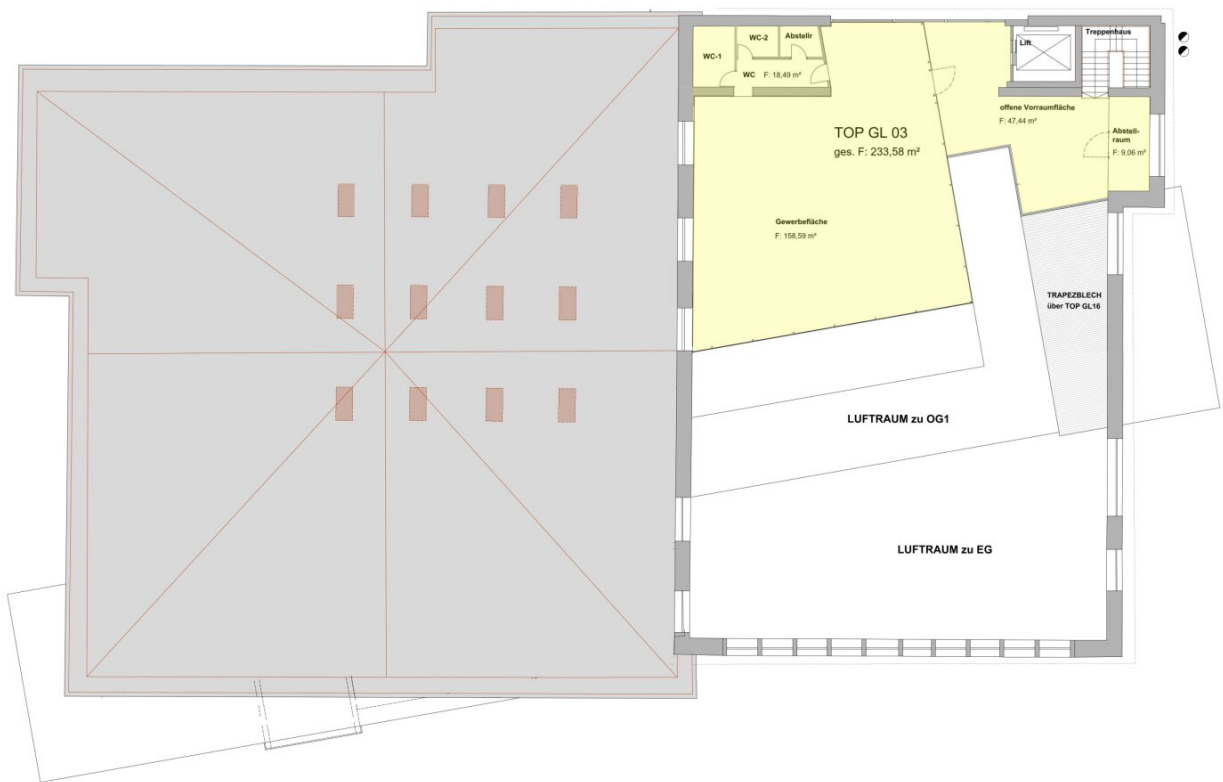 WC-1
WC-2
Abstellr
WC F: 18,49 m²
Lift
Treppenhaus
offene Vorraumfläche
F: 47,44 m²
Abstell-
raum
F: 9,06 m²
TOP GL 03
ges. F: 233,58 m²
Gewerbefläche
F: 158,59 m²
TRAPEZBLECH
über TOP GL16
LUFTRAUM zu OG1
LUFTRAUM zu EG